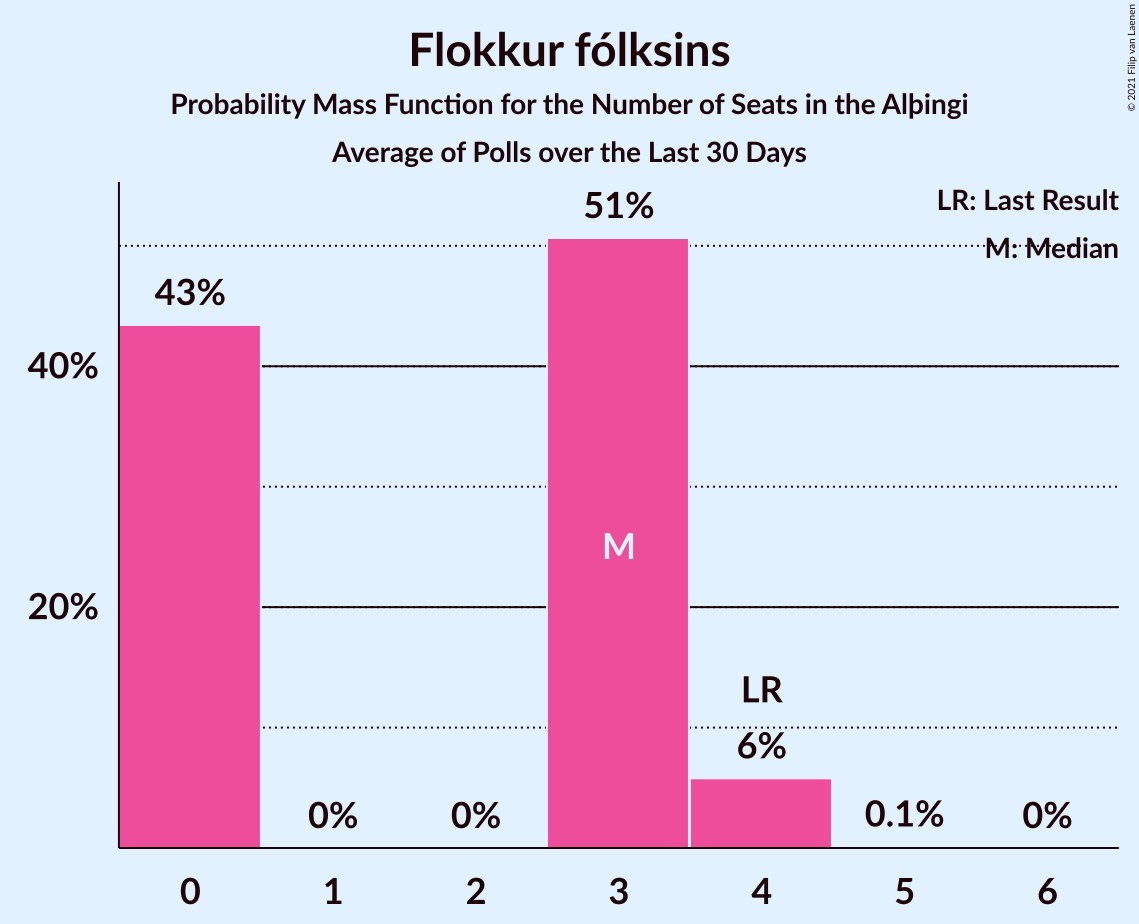 Flokkur fólksins
Probability Mass Function for the Number of Seats in the Alþingi
Average of Polls over the Last 30 Days
© 2021 Filip van Laenen
LR: Last Result
M: Median
51%
43%
40%
M
20%
LR
6%
0%
0%
0.1%
0%
0
1
2
3
4
5
6